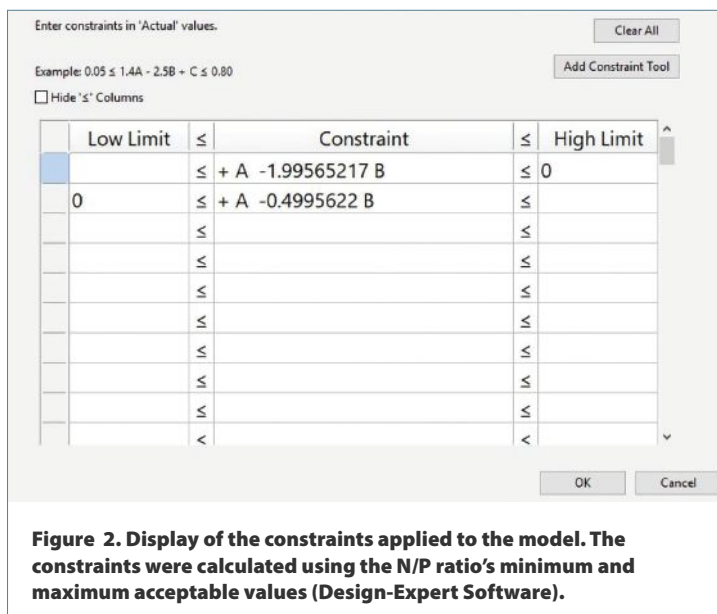 Enter constraints in 'Actual' values.
Clear All
Example: 0.05 ≤ 1.4A - 2.5B + C ≤ 0.80
Add Constraint Tool
Hide '≤' Columns
Low Limit ≤ Constraint ≤ High Limit
≤ + A -1.99565217 B ≤ 0
0 ≤ + A -0.4995622 B ≤
≤ ≤
≤ ≤
≤ ≤
≤ ≤
≤ ≤
≤ ≤
≤ ≤
≤ ≤
OK Cancel
Figure 2. Display of the constraints applied to the model. The
constraints were calculated using the N/P ratio's minimum and
maximum acceptable values (Design-Expert Software).